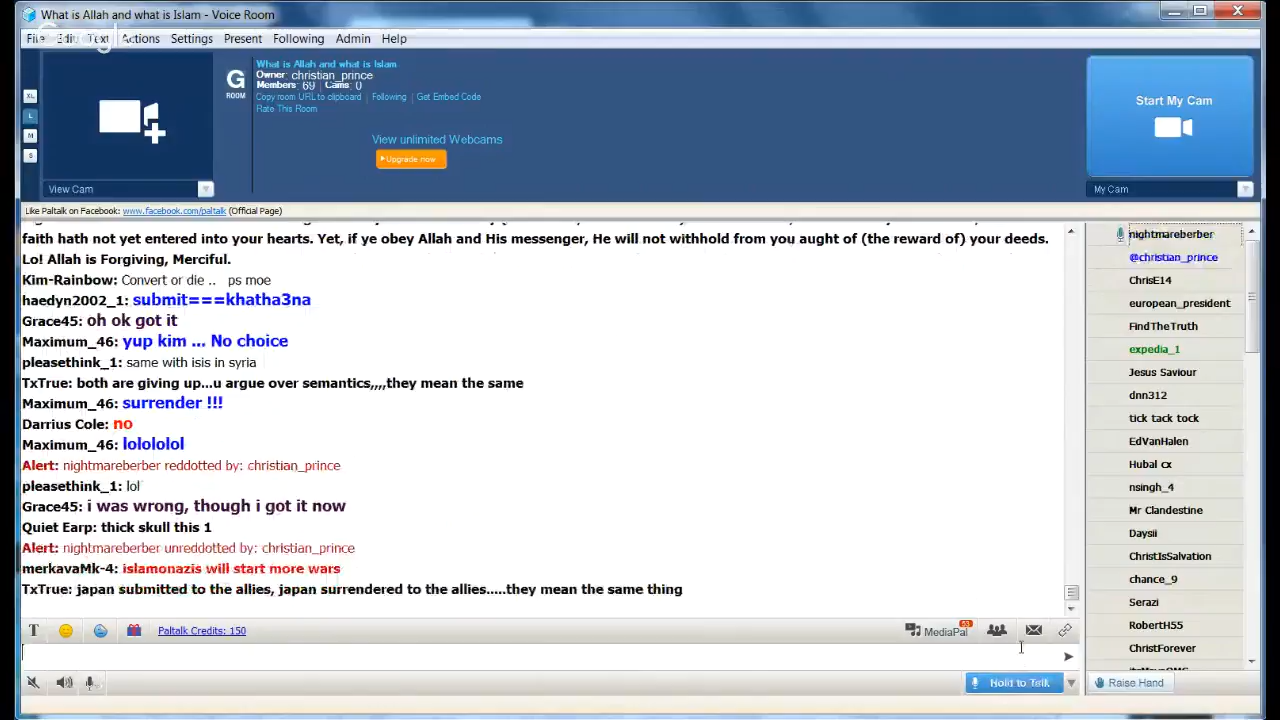 What is Allah and what is Islam - Voice Room
File Edit Text Actions Settings Present Following Admin Help
Google
XL
L
M
S
G
ROOM
What is Allah and what is Islam
Owner: christian_prince
Members: 69 | Cams: 0
Copy room URL to clipboard | Following | Get Embed Code
Rate This Room
View unlimited Webcams
Upgrade now
Start My Cam
View Cam
My Cam
Like Paltalk on Facebook: www.facebook.com/paltalk (Official Page)
faith hath not yet entered into your hearts. Yet, if ye obey Allah and His messenger, He will not withhold from you aught of (the reward of) your deeds.
Lo! Allah is Forgiving, Merciful.
Kim-Rainbow: Convert or die .. ps moe
haedyn2002_1: submit===khatha3na
Grace45: oh ok got it
Maximum_46: yup kim ... No choice
pleasethink_1: same with isis in syria
TxTrue: both are giving up...u argue over semantics,,,,they mean the same
Maximum_46: surrender !!!
Darrius Cole: no
Maximum_46: lolololol
Alert: nightmareberber reddotted by: christian_prince
pleasethink_1: lol
Grace45: i was wrong, though i got it now
Quiet Earp: thick skull this 1
Alert: nightmareberber unreddotted by: christian_prince
merkavaMk-4: islamonazis will start more wars
TxTrue: japan submitted to the allies, japan surrendered to the allies.....they mean the same thing
nightmareberber
@christian_prince
ChrisE14
european_president
FindTheTruth
expedia_1
Jesus Saviour
dnn312
tick tack tock
EdVanHalen
Hubal cx
nsingh_4
Mr Clandestine
Daysii
ChristIsSalvation
chance_9
Serazi
RobertH55
ChristForever
T
Paltalk Credits: 150
MediaPal
53
Hold to Talk
Raise Hand